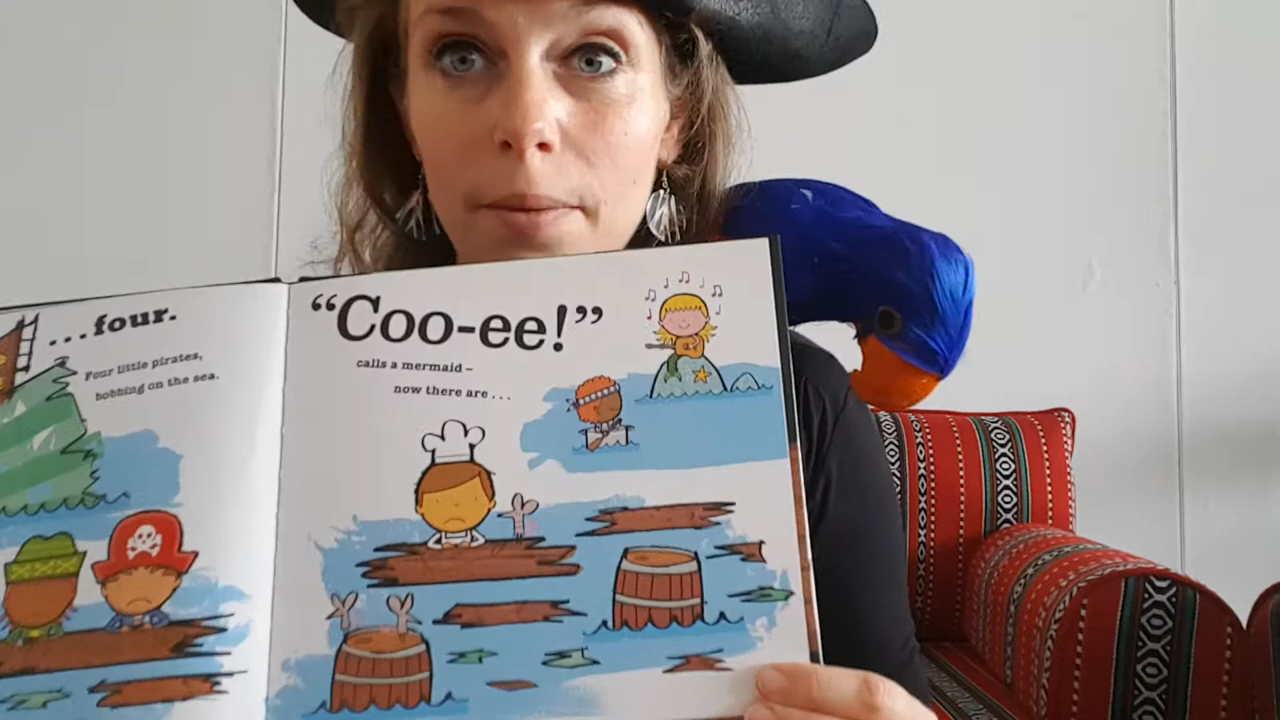 ...four.
Four little pirates,
bobbing on the sea.
“Coo-ee!”
calls a mermaid –
now there are...